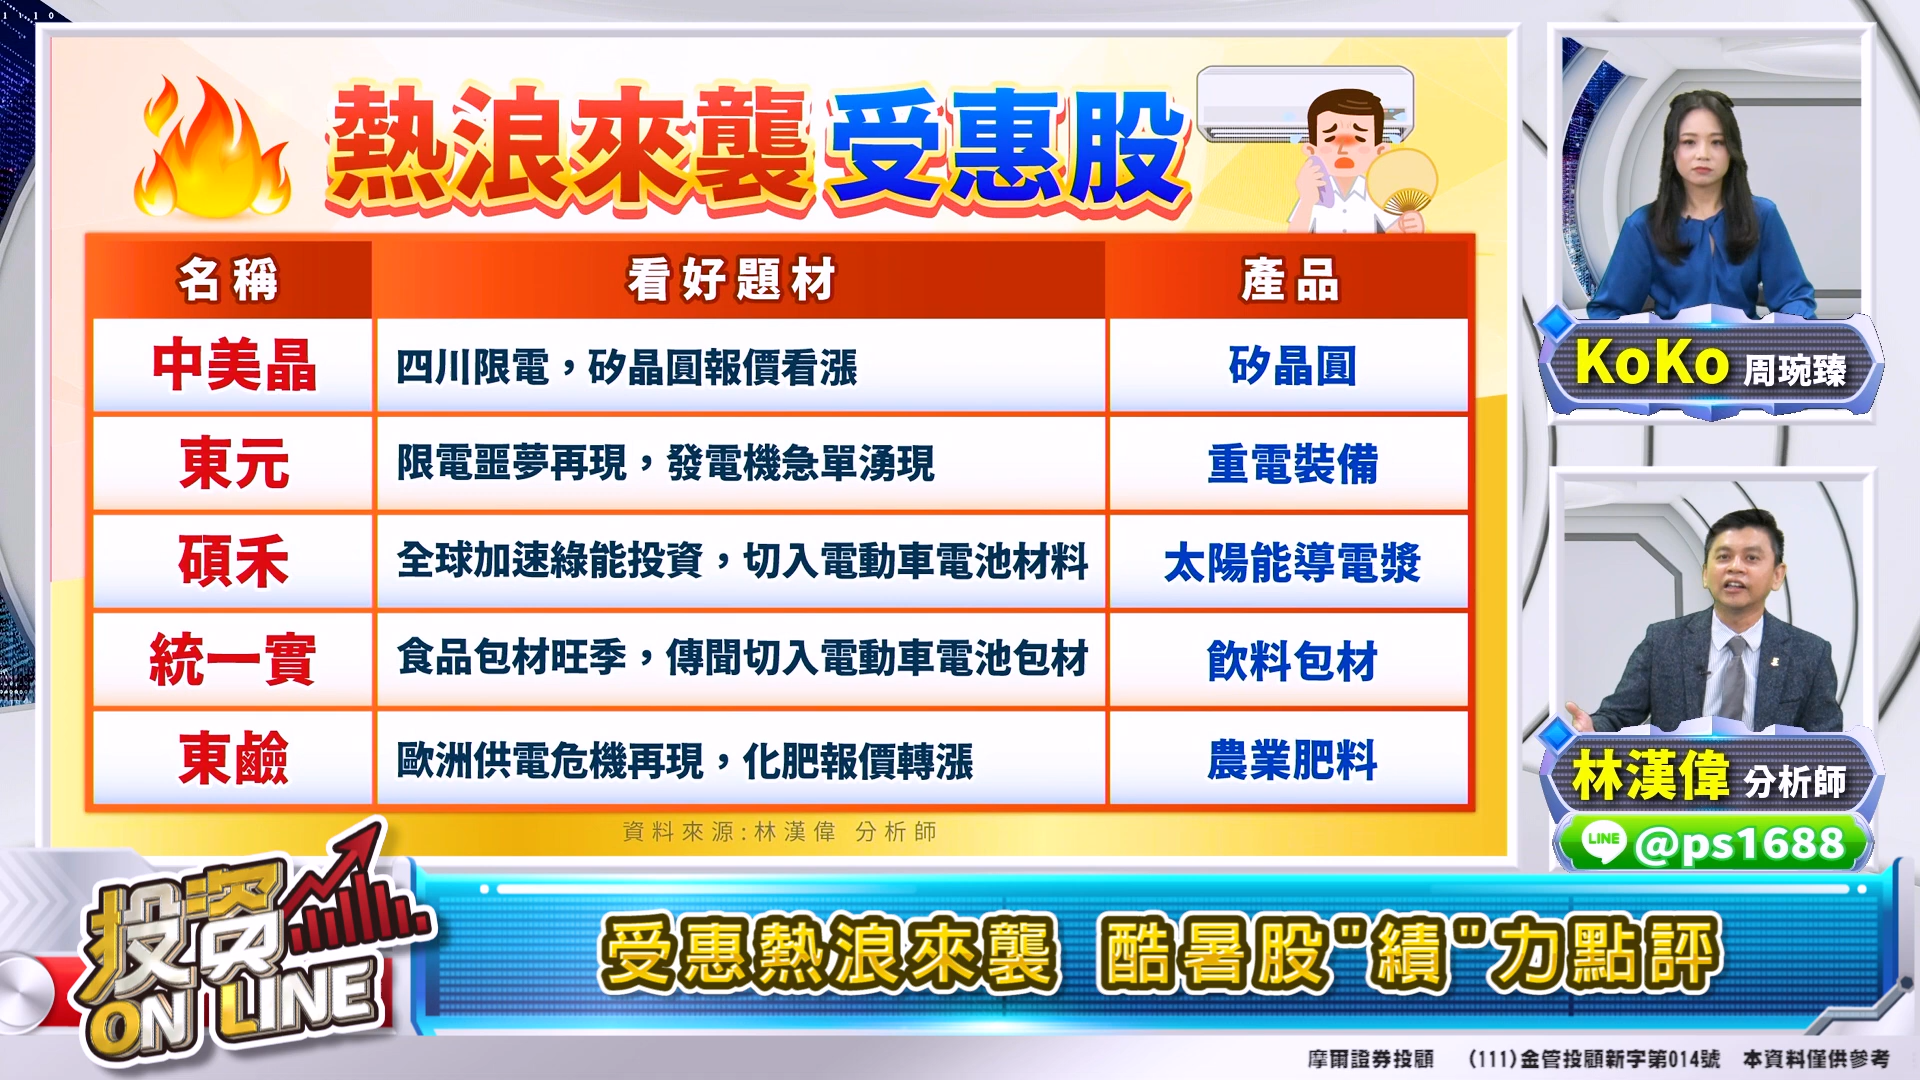 熱浪來襲 受惠股
名稱 看好題材 產品
中美晶 四川限電，矽晶圓報價看漲 矽晶圓
東元 限電噩夢再現，發電機急單湧現 重電裝備
碩禾 全球加速綠能投資，切入電動車電池材料 太陽能導電漿
統一實 食品包材旺季，傳聞切入電動車電池包材 飲料包材
東鹼 歐洲供電危機再現，化肥報價轉漲 農業肥料
資料來源:林漢偉 分析師
KoKo 周琬臻
林漢偉 分析師
LINE @ps1688
投資
ON LINE
受惠熱浪來襲 酷暑股"績"力點評
摩爾證券投顧 (111)金管投顧新字第014號 本資料僅供參考